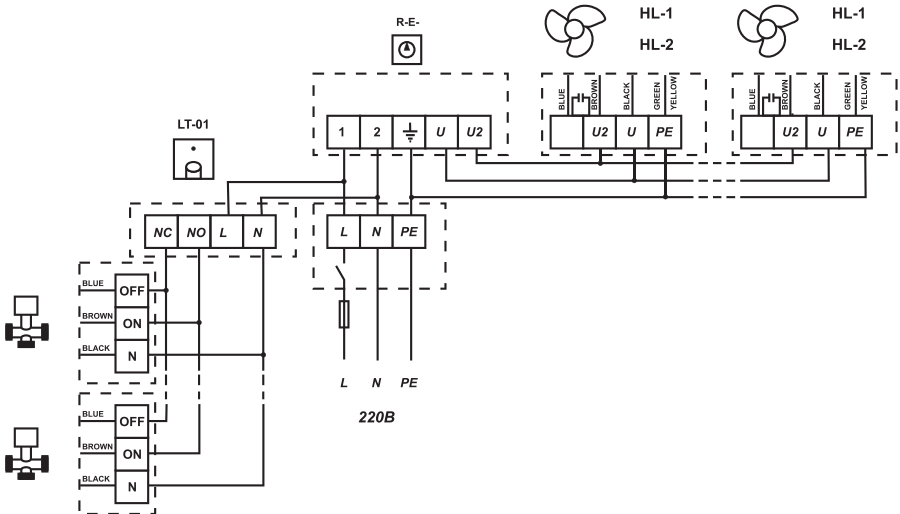 R-E-
HL-1
HL-2
HL-1
HL-2
BLUE
BROWN
BLACK
GREEN
YELLOW
BLUE
BROWN
BLACK
GREEN
YELLOW
1 2 U U2
U2 U PE
U2 U PE
LT-01
NC NO L N
L N PE
BLUE OFF
BROWN ON
BLACK N
L N PE
220В
BLUE OFF
BROWN ON
BLACK N